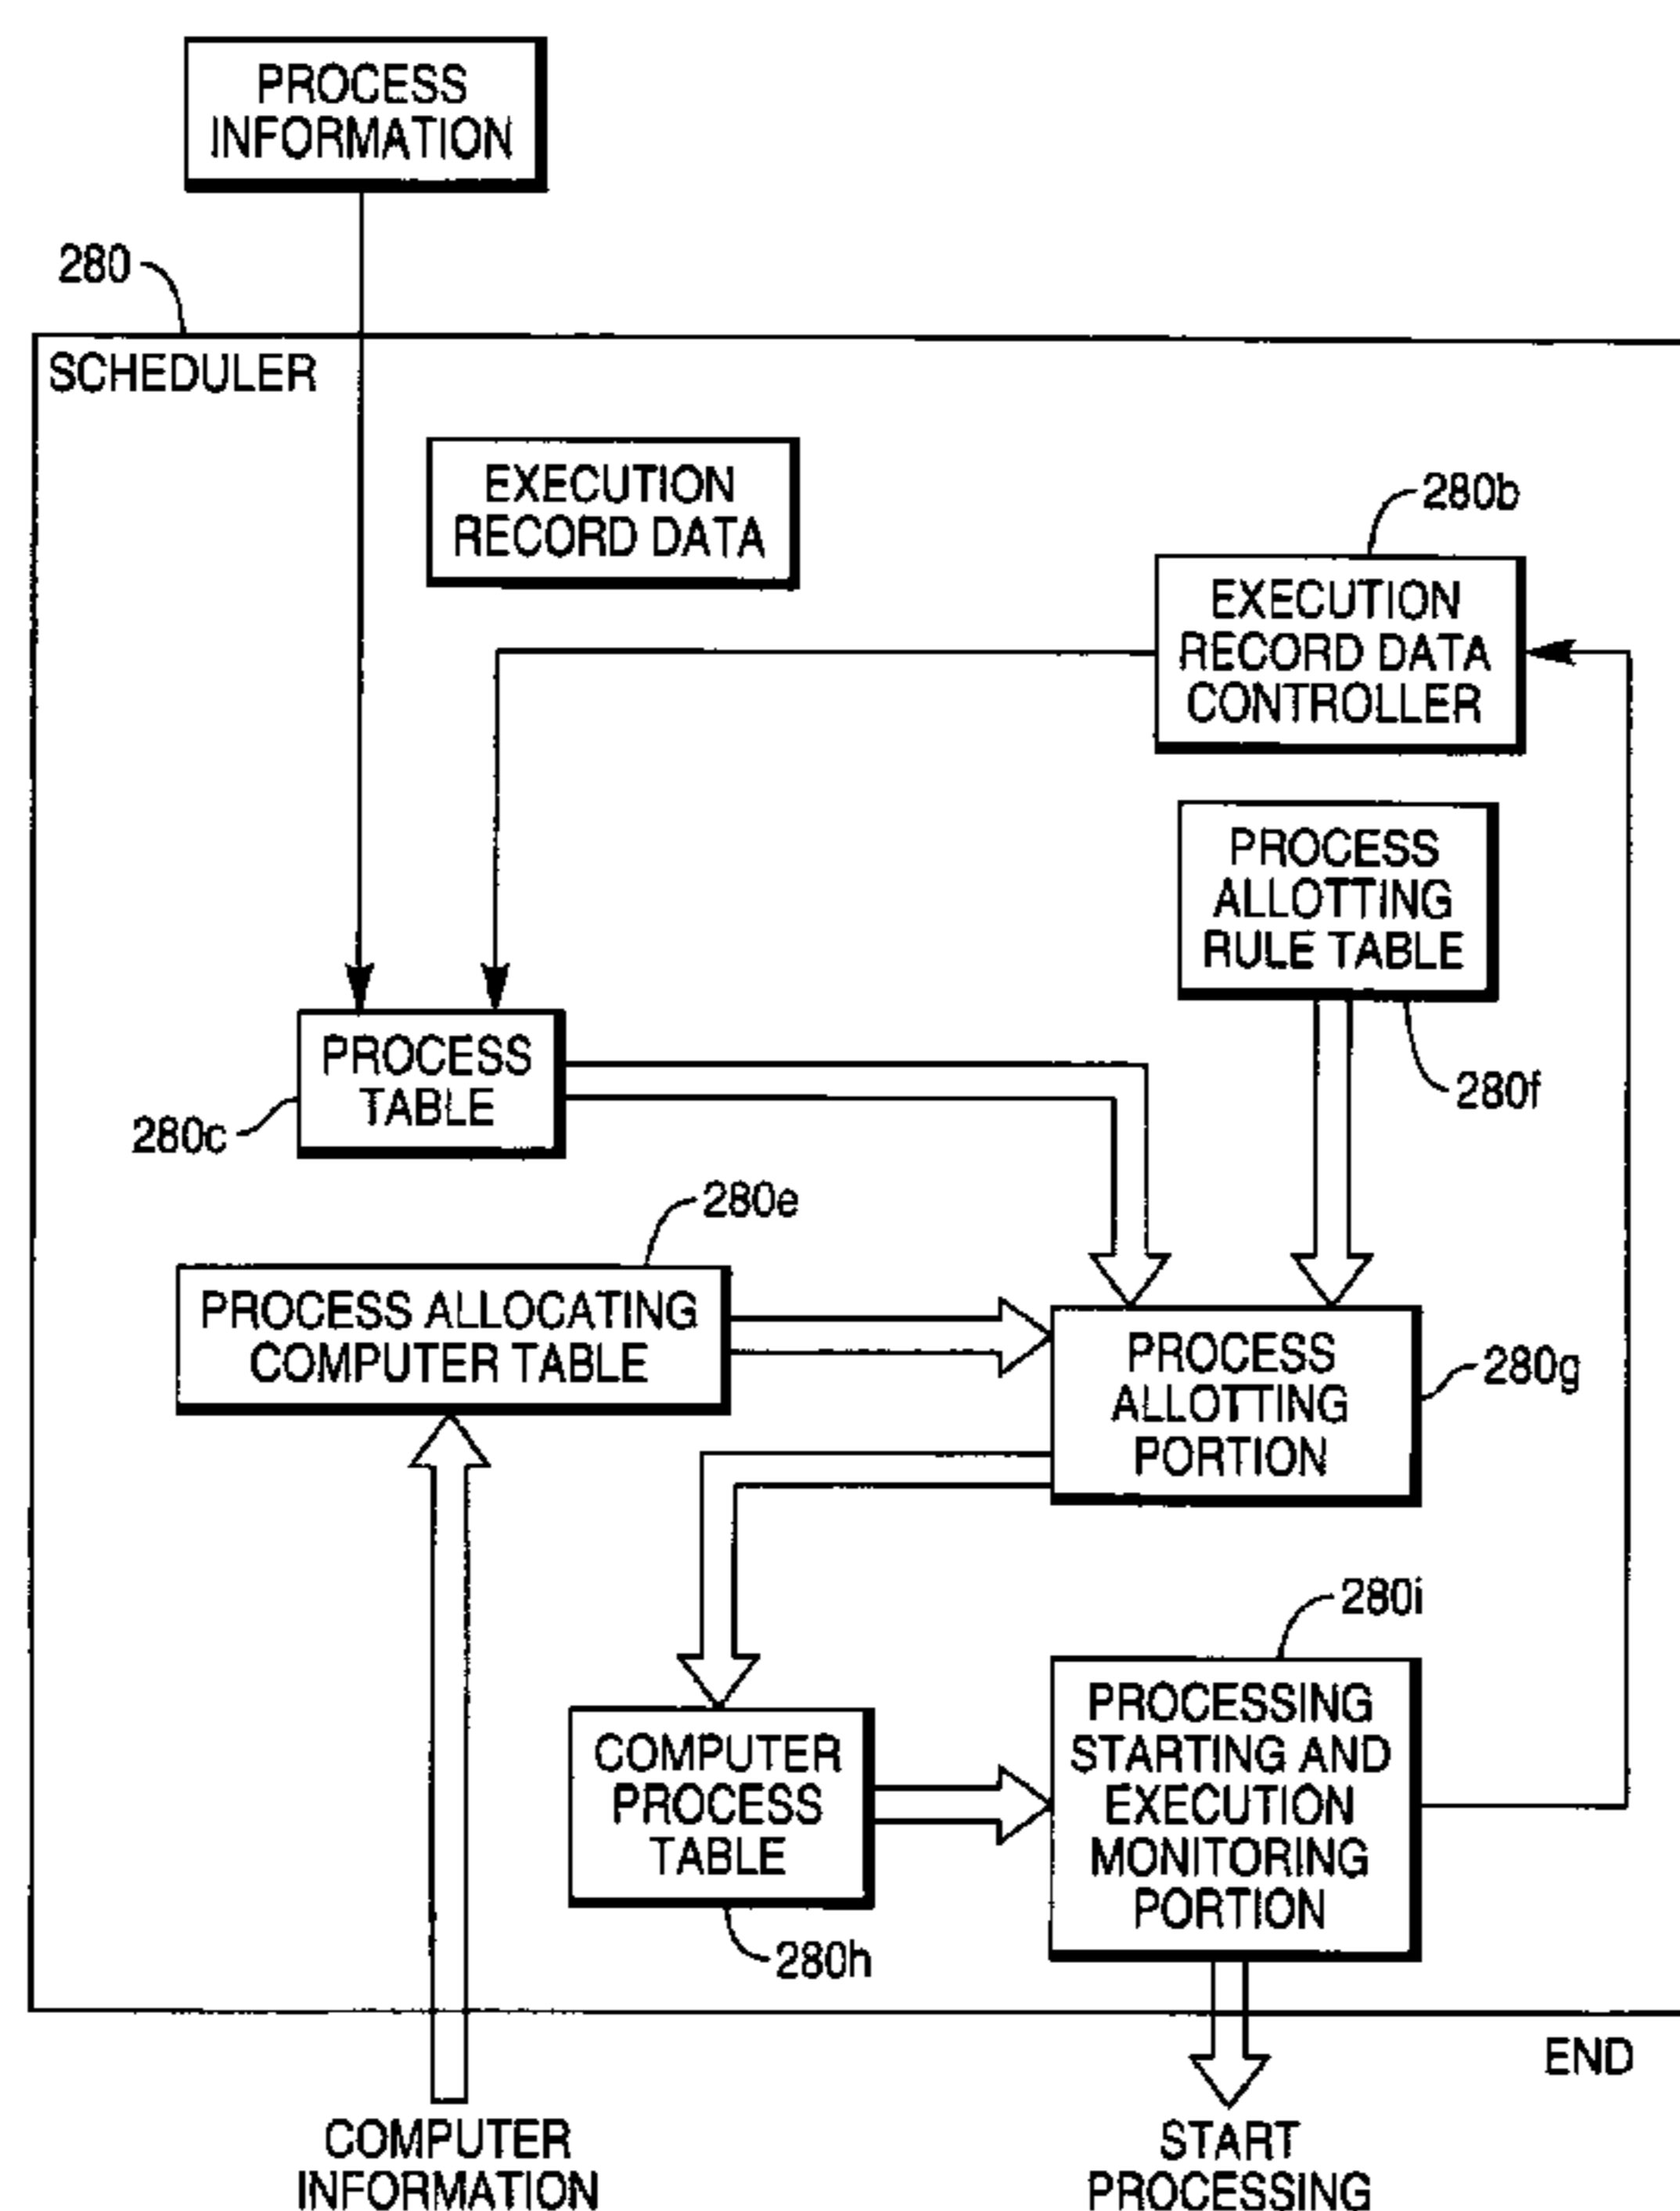 PROCESS
INFORMATION
280
SCHEDULER
EXECUTION
RECORD DATA
280b
EXECUTION
RECORD DATA
CONTROLLER
PROCESS
ALLOTTING
RULE TABLE
280f
PROCESS
TABLE
280c
280e
PROCESS ALLOCATING
COMPUTER TABLE
PROCESS
ALLOTTING
PORTION
280g
280i
COMPUTER
PROCESS
TABLE
280h
PROCESSING
STARTING AND
EXECUTION
MONITORING
PORTION
END
COMPUTER
INFORMATION
START
PROCESSING